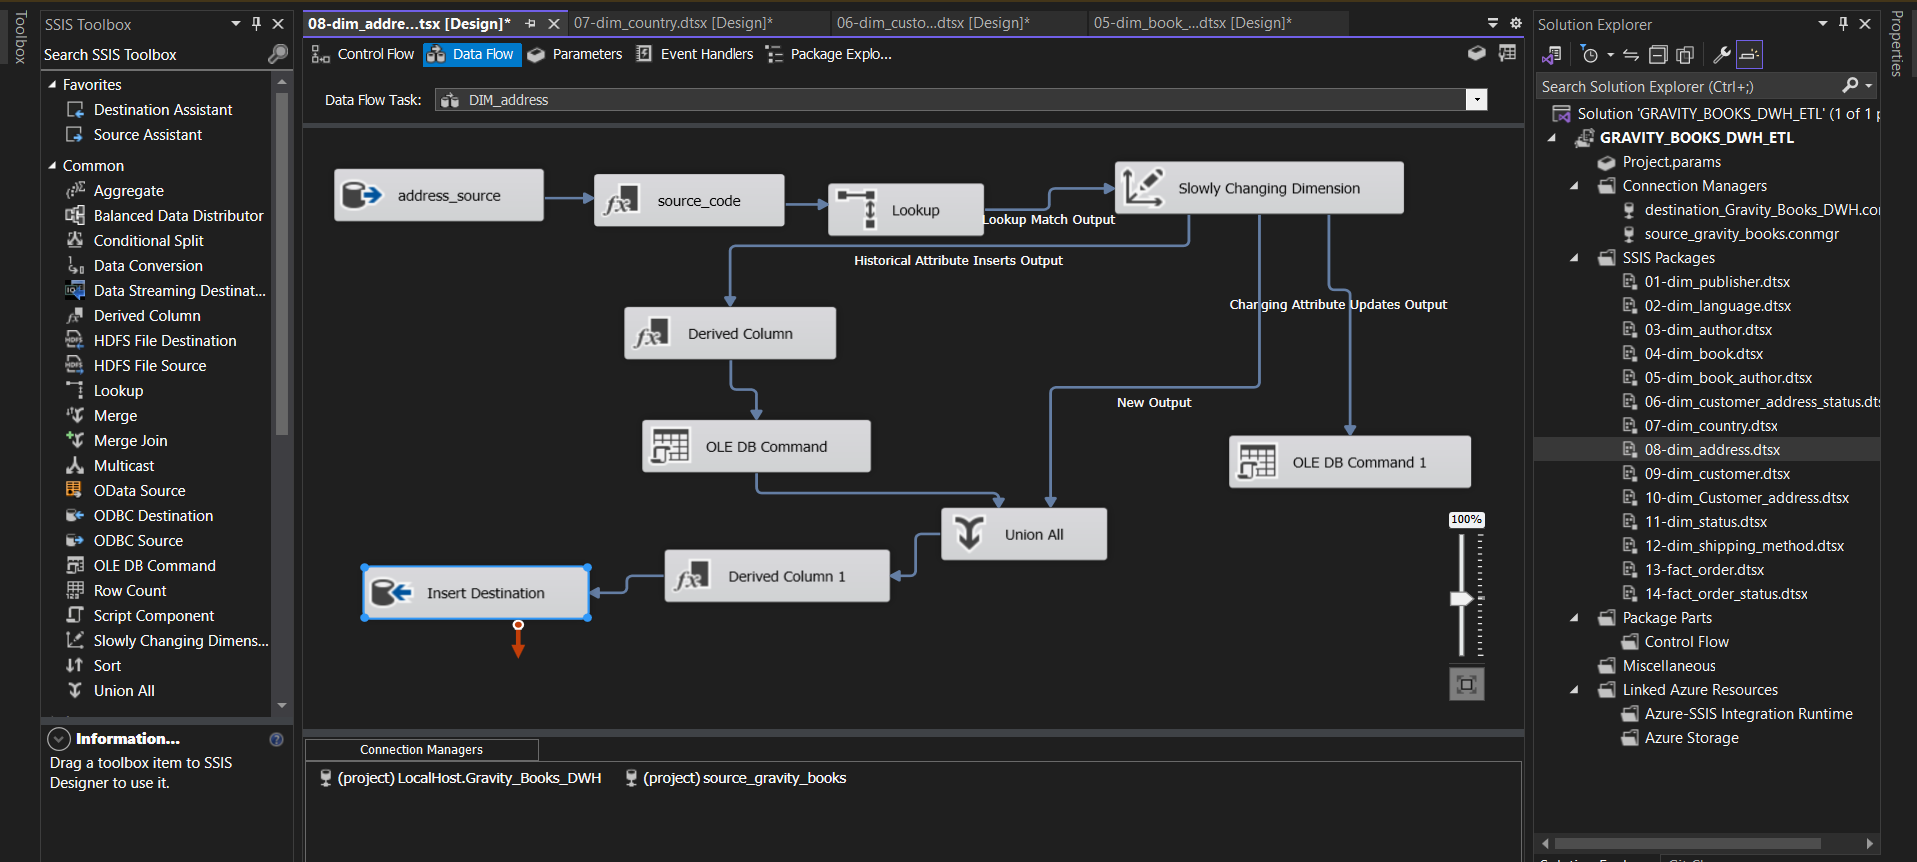 Toolbox
SSIS Toolbox
Search SSIS Toolbox
Favorites
Destination Assistant
Source Assistant
Common
Aggregate
Balanced Data Distributor
Conditional Split
Data Conversion
Data Streaming Destinat...
Derived Column
HDFS File Destination
HDFS File Source
Lookup
Merge
Merge Join
Multicast
OData Source
ODBC Destination
ODBC Source
OLE DB Command
Row Count
Script Component
Slowly Changing Dimens...
Sort
Union All
Information...
Drag a toolbox item to SSIS
Designer to use it.
08-dim_addre...tsx [Design]*
07-dim_country.dtsx [Design]*
06-dim_custo...dtsx [Design]*
05-dim_book_...dtsx [Design]*
Control Flow
Data Flow
Parameters
Event Handlers
Package Explo...
Data Flow Task:
DIM_address
address_source
source_code
Lookup
Lookup Match Output
Slowly Changing Dimension
Historical Attribute Inserts Output
Changing Attribute Updates Output
Derived Column
New Output
OLE DB Command
OLE DB Command 1
Union All
Derived Column 1
Insert Destination
100%
Connection Managers
(project) LocalHost.Gravity_Books_DWH
(project) source_gravity_books
Solution Explorer
Search Solution Explorer (Ctrl+;)
Solution 'GRAVITY_BOOKS_DWH_ETL' (1 of 1 p
GRAVITY_BOOKS_DWH_ETL
Project.params
Connection Managers
destination_Gravity_Books_DWH.co
source_gravity_books.conmgr
SSIS Packages
01-dim_publisher.dtsx
02-dim_language.dtsx
03-dim_author.dtsx
04-dim_book.dtsx
05-dim_book_author.dtsx
06-dim_customer_address_status.dts
07-dim_country.dtsx
08-dim_address.dtsx
09-dim_customer.dtsx
10-dim_Customer_address.dtsx
11-dim_status.dtsx
12-dim_shipping_method.dtsx
13-fact_order.dtsx
14-fact_order_status.dtsx
Package Parts
Control Flow
Miscellaneous
Linked Azure Resources
Azure-SSIS Integration Runtime
Azure Storage
Properties